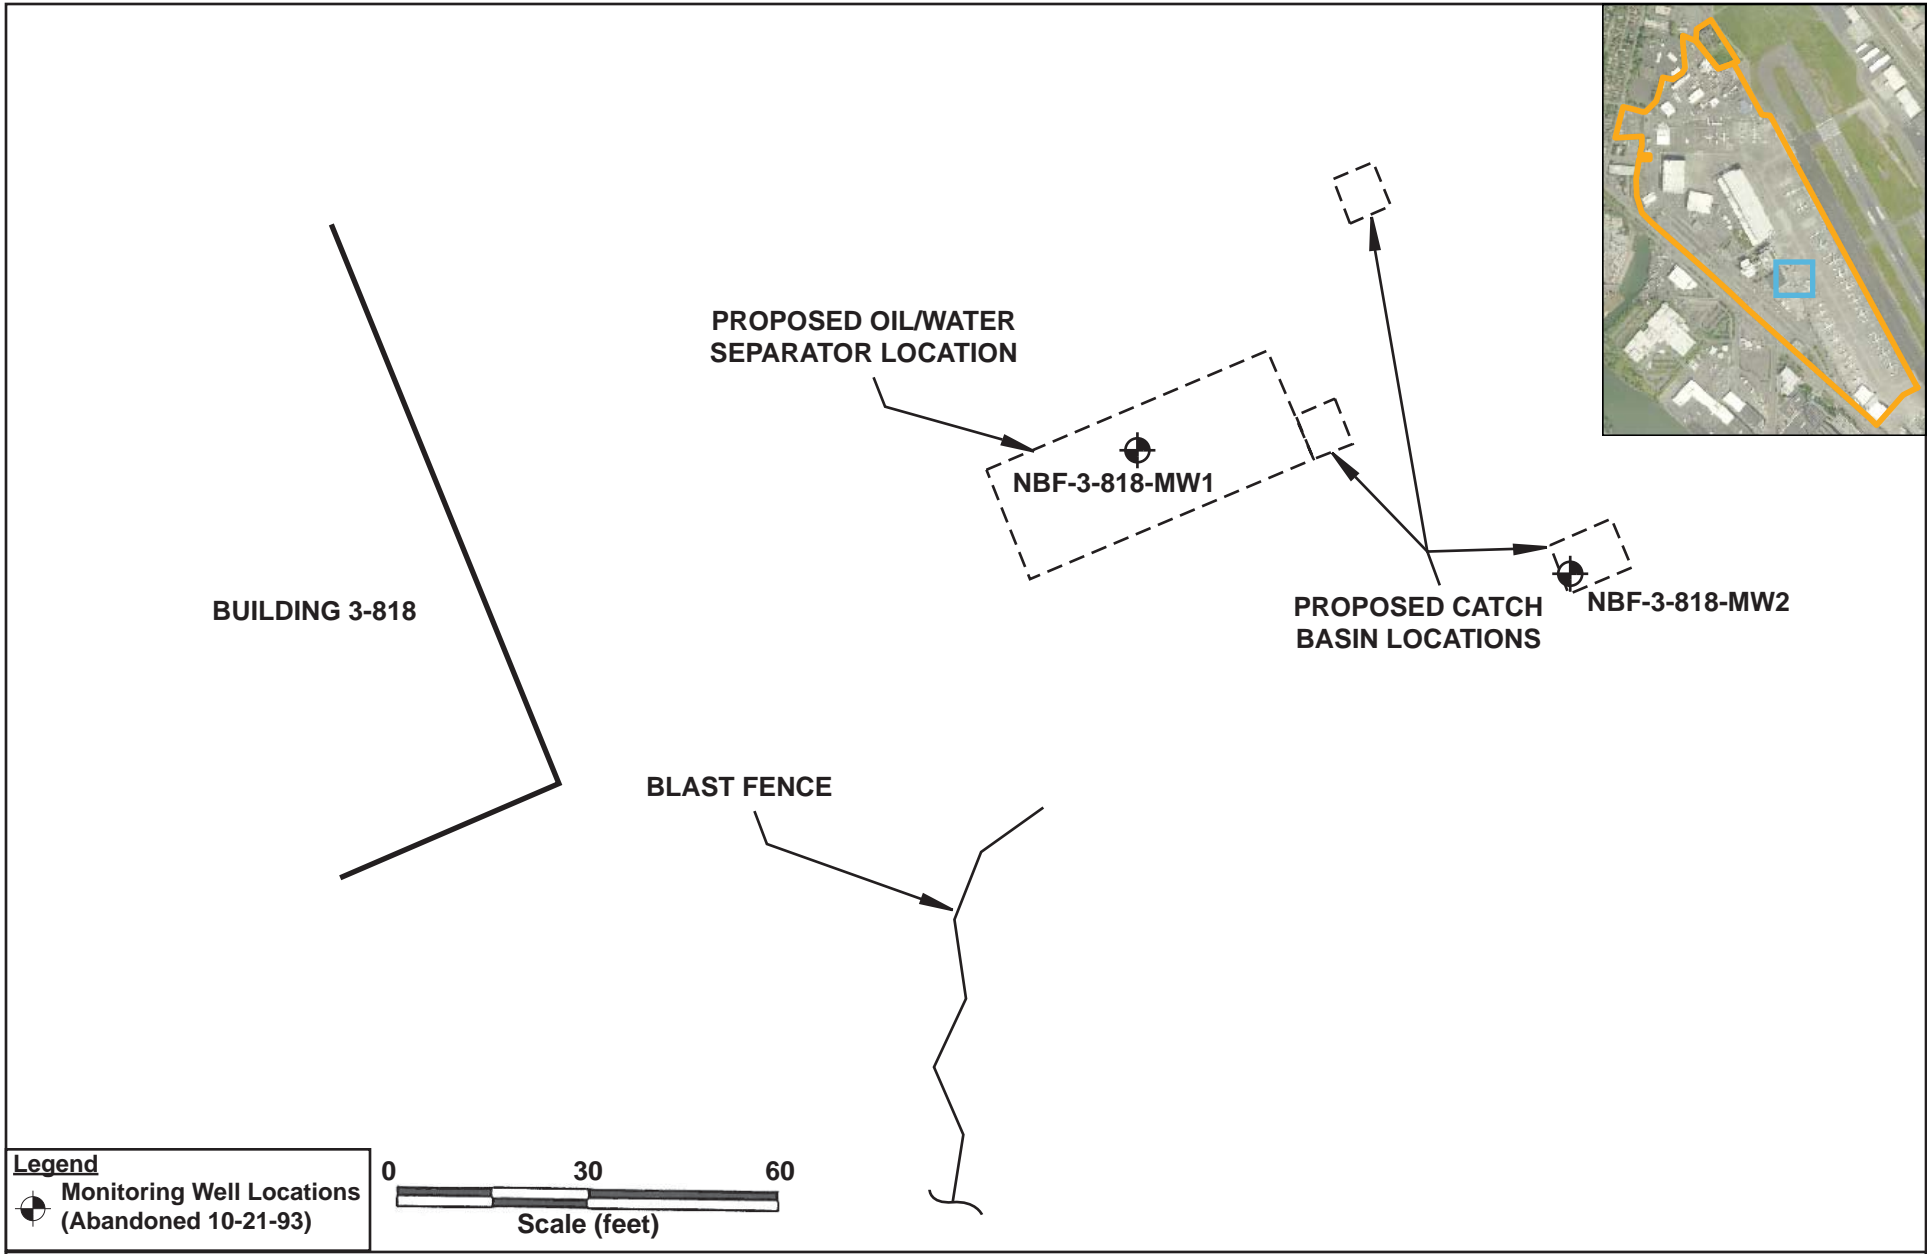 PROPOSED OIL/WATER
SEPARATOR LOCATION
NBF-3-818-MW1
BUILDING 3-818
PROPOSED CATCH
BASIN LOCATIONS
NBF-3-818-MW2
BLAST FENCE
Legend
Monitoring Well Locations
(Abandoned 10-21-93)
0 30 60
Scale (feet)